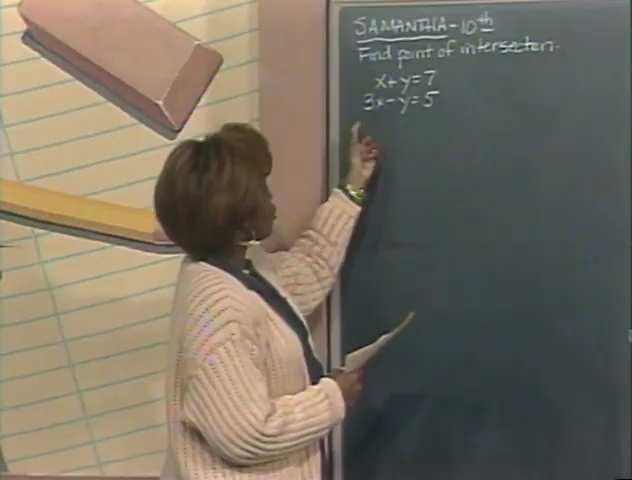 SAMANTHA-10th
Find point of intersection.
x+y=7
3x-y=5